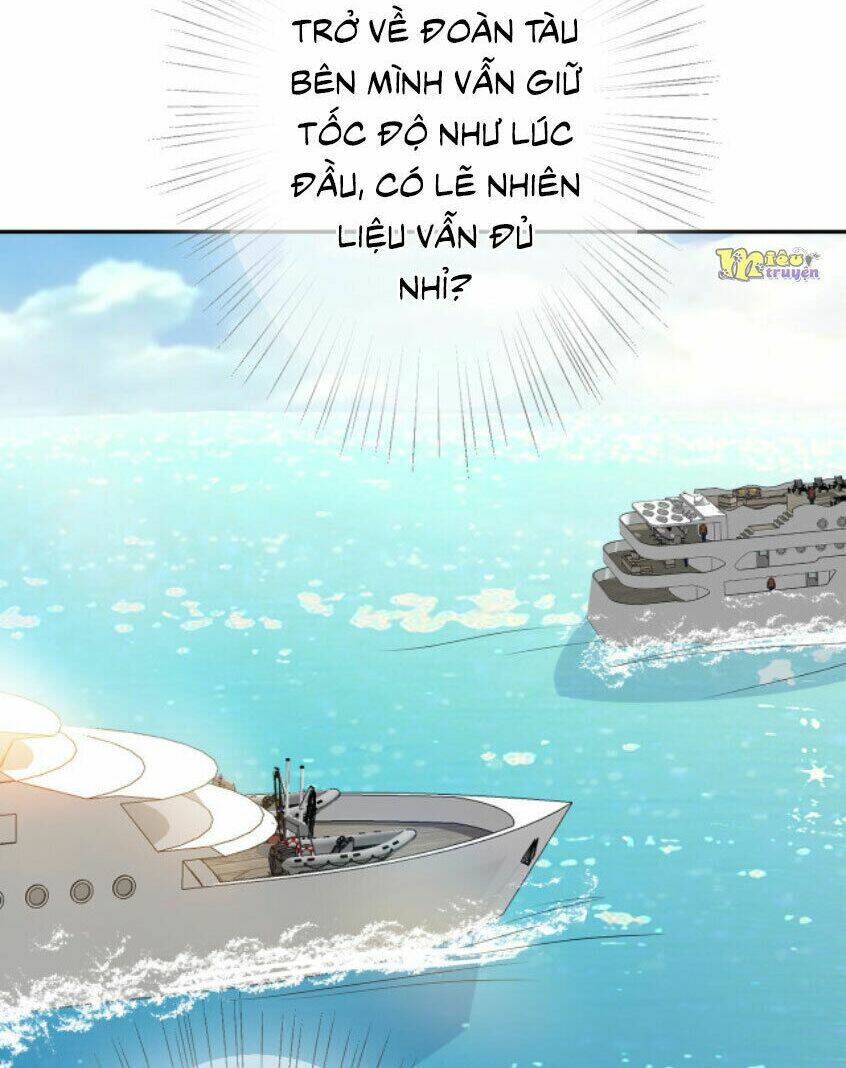 TRỞ VỀ ĐOÀN TÀU
BÊN MÌNH VẪN GIỮ
TỐC ĐỘ NHƯ LÚC
ĐẦU, CÓ LẼ NHIÊN
LIỆU VẪN ĐỦ
NHỈ?
Miêu
truyện